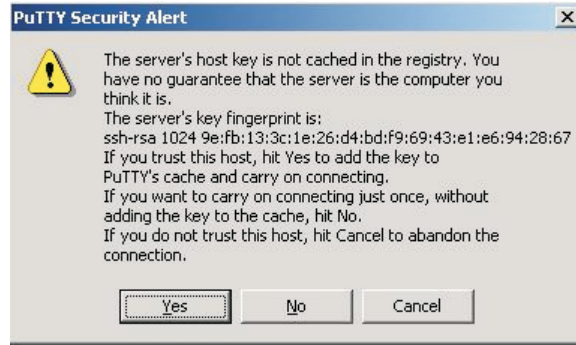 PuTTY Security Alert
The server's host key is not cached in the registry. You
have no guarantee that the server is the computer you
think it is.
The server's key fingerprint is:
ssh-rsa 1024 9e:fb:13:3c:1e:26:d4:bd:f9:69:43:e1:e6:94:28:67
If you trust this host, hit Yes to add the key to
PuTTY's cache and carry on connecting.
If you want to carry on connecting just once, without
adding the key to the cache, hit No.
If you do not trust this host, hit Cancel to abandon the
connection.
Yes No Cancel